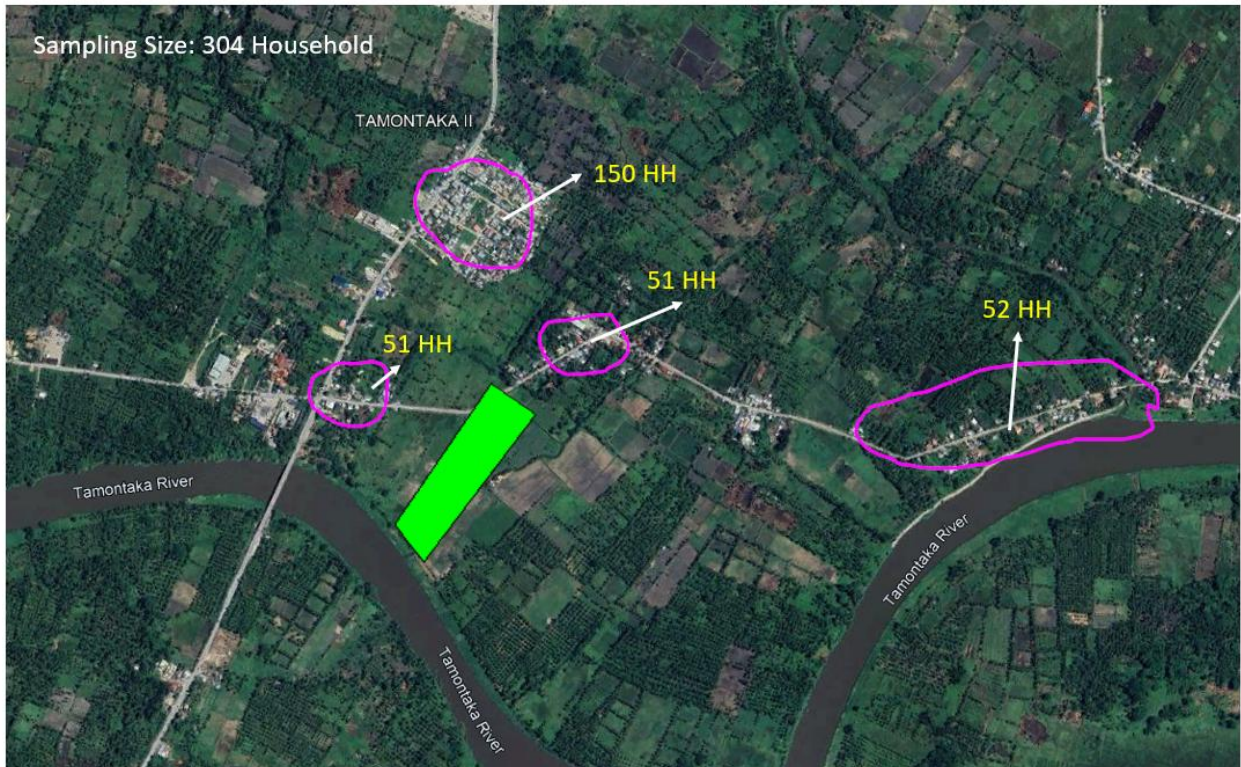 Sampling Size: 304 Household
TAMONTAKA II
150 HH
51 HH
52 HH
51 HH
Tamontaka River
Tamontaka River
Tamontaka River